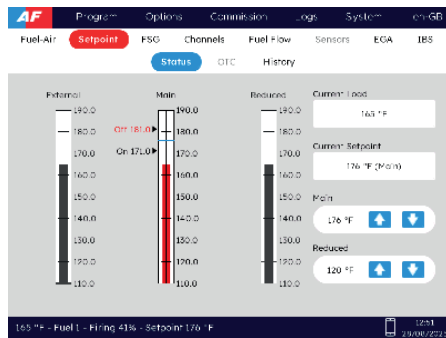 AF Program Options Commission Logs System en-GB
Fuel-Air Setpoint FSG Channels Fuel Flow Sensors EGA IBS
Status OTC History
External Main Reduced Current Load
190.0 190.0 190.0 165 °F
180.0 Off 181.0 180.0 180.0
Current Setpoint
170.0 On 171.0 170.0 170.0
160.0 160.0 160.0 176 °F (Main)
150.0 150.0 150.0 Main
140.0 140.0 140.0 176 °F
130.0 130.0 130.0 Reduced
120.0 120.0 120.0 120 °F
110.0 110.0 110.0
165 °F - Fuel 1 - Firing 41% - Setpoint 176 °F 12:51
28/08/2023